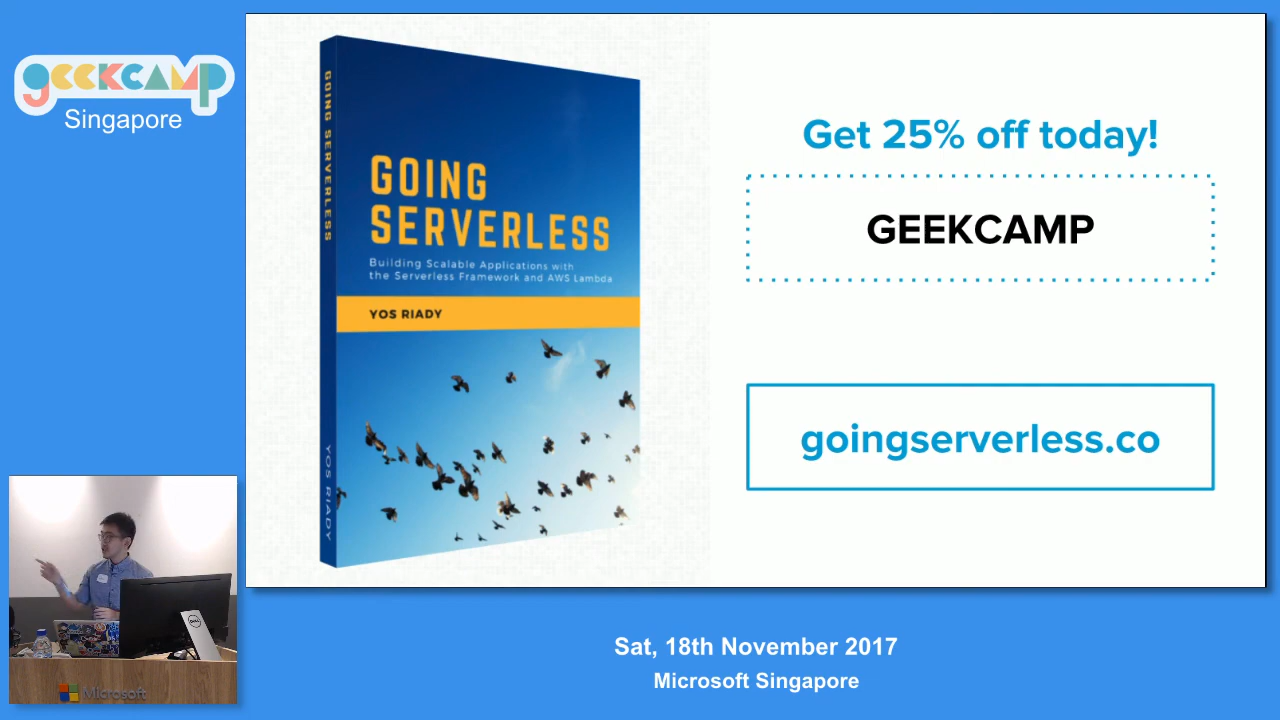 geekcamp
Singapore
GOING SERVERLESS
YOS RIADY
GOING
SERVERLESS
Building Scalable Applications with
the Serverless Framework and AWS Lambda
YOS RIADY
Get 25% off today!
GEEKCAMP
goingserverless.co
DELL
Microsoft
Sat, 18th November 2017
Microsoft Singapore